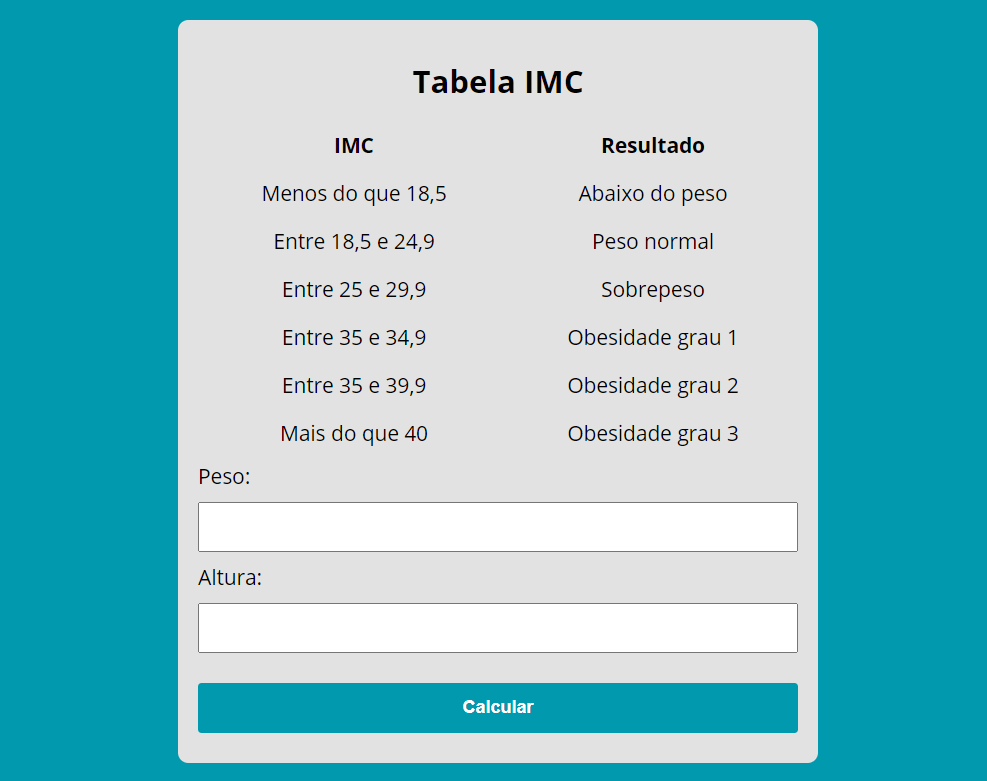 Tabela IMC
IMC Resultado
Menos do que 18,5 Abaixo do peso
Entre 18,5 e 24,9 Peso normal
Entre 25 e 29,9 Sobrepeso
Entre 35 e 34,9 Obesidade grau 1
Entre 35 e 39,9 Obesidade grau 2
Mais do que 40 Obesidade grau 3
Peso:
Altura:
Calcular